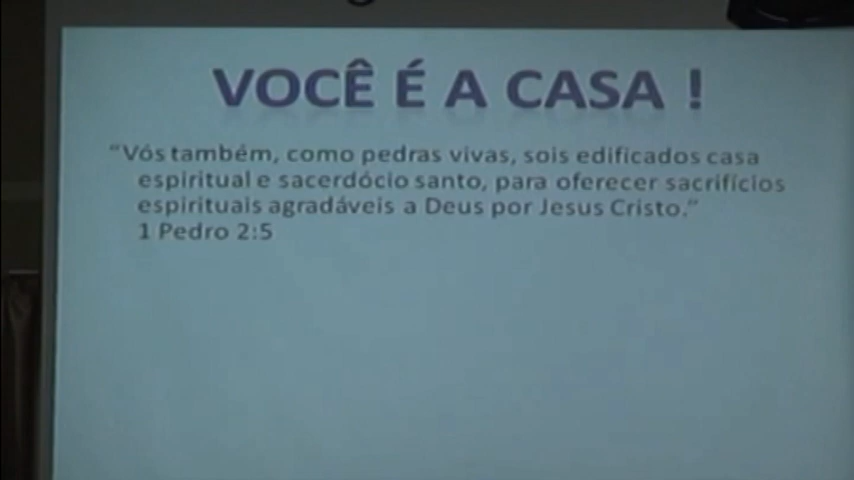 VOCÊ É A CASA !
“Vós também, como pedras vivas, sois edificados casa
espiritual e sacerdócio santo, para oferecer sacrifícios
espirituais agradáveis a Deus por Jesus Cristo.”
1 Pedro 2:5